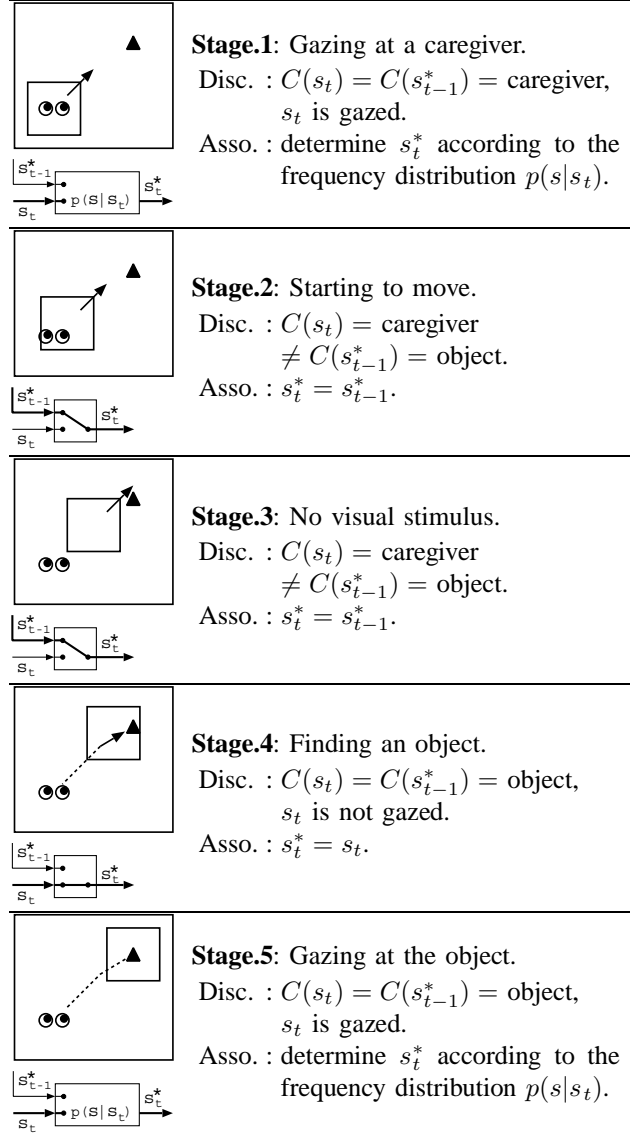 Stage.1: Gazing at a caregiver.
Disc. : C(s_t) = C(s*_{t-1}) = caregiver,
s_t is gazed.
Asso. : determine s*_t according to the
frequency distribution p(s|s_t).
s*_{t-1}
s_t
p(s|s_t)
s*_t
Stage.2: Starting to move.
Disc. : C(s_t) = caregiver
≠ C(s*_{t-1}) = object.
Asso. : s*_t = s*_{t-1}.
s*_{t-1}
s_t
s*_t
Stage.3: No visual stimulus.
Disc. : C(s_t) = caregiver
≠ C(s*_{t-1}) = object.
Asso. : s*_t = s*_{t-1}.
s*_{t-1}
s_t
s*_t
Stage.4: Finding an object.
Disc. : C(s_t) = C(s*_{t-1}) = object,
s_t is not gazed.
Asso. : s*_t = s_t.
s*_{t-1}
s_t
s*_t
Stage.5: Gazing at the object.
Disc. : C(s_t) = C(s*_{t-1}) = object,
s_t is gazed.
Asso. : determine s*_t according to the
frequency distribution p(s|s_t).
s*_{t-1}
s_t
p(s|s_t)
s*_t